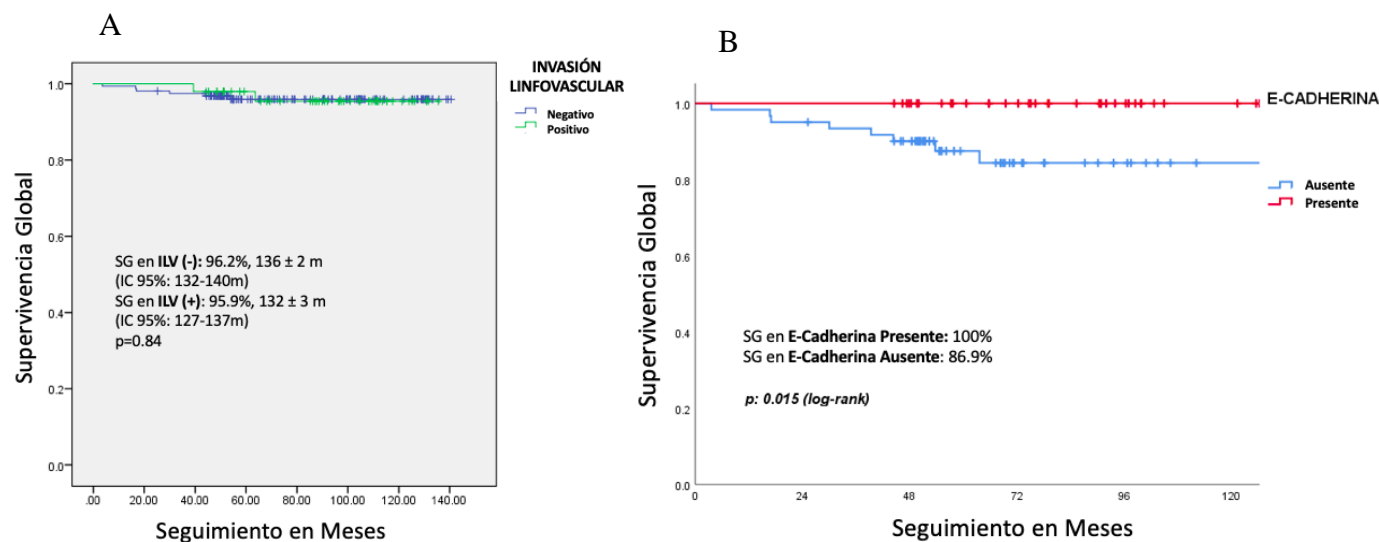 A
INVASIÓN
LINFOVASCULAR
Negativo
Positivo
Supervivencia Global
1.0
0.8
0.6
0.4
0.2
0.0
SG en ILV (-): 96.2%, 136 ± 2 m
(IC 95%: 132-140m)
SG en ILV (+): 95.9%, 132 ± 3 m
(IC 95%: 127-137m)
p=0.84
.00 20.00 40.00 60.00 80.00 100.00 120.00 140.00
Seguimiento en Meses
B
E-CADHERINA
Ausente
Presente
Supervivencia Global
1.0
0.8
0.6
0.4
0.2
0.0
SG en E-Cadherina Presente: 100%
SG en E-Cadherina Ausente: 86.9%
p: 0.015 (log-rank)
0 24 48 72 96 120
Seguimiento en Meses